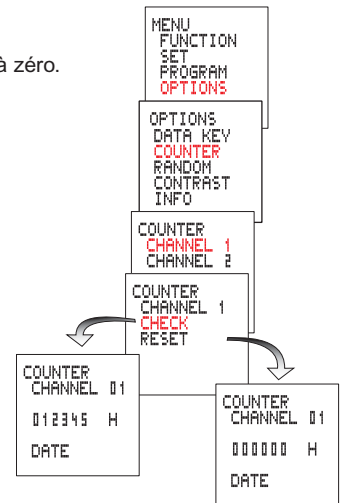 à zéro.
MENU
FUNCTION
SET
PROGRAM
OPTIONS
OPTIONS
DATA KEY
COUNTER
RANDOM
CONTRAST
INFO
COUNTER
CHANNEL 1
CHANNEL 2
COUNTER
CHANNEL 1
CHECK
RESET
COUNTER
CHANNEL 01
012345 H
DATE
COUNTER
CHANNEL 01
000000 H
DATE